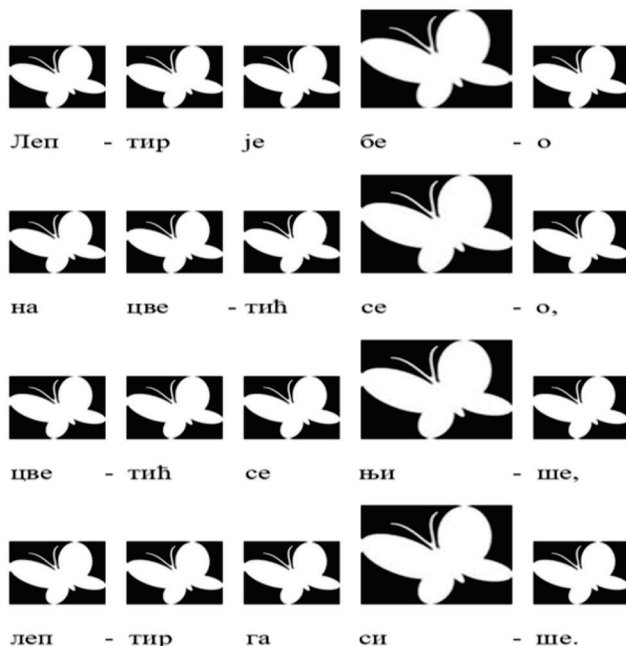 Леп - тир је бе - о
на цве - тић се - о,
цве - тић се њи - ше,
леп - тир га си - ше.